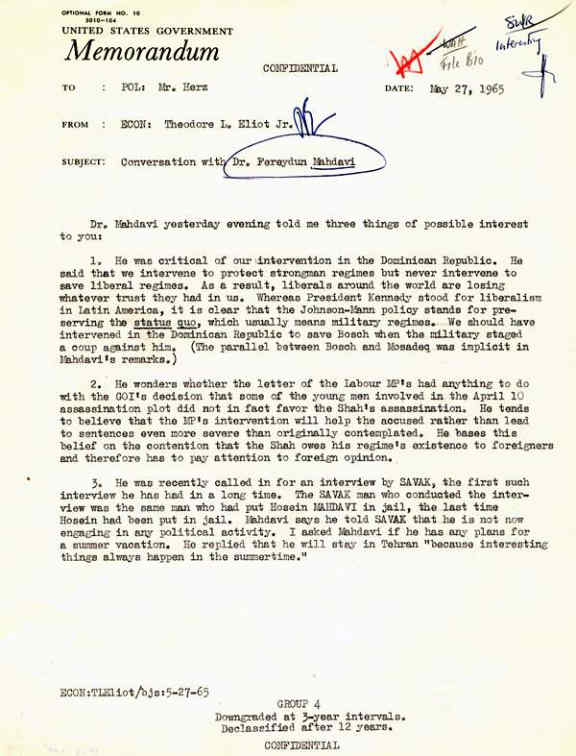 OPTIONAL FORM NO. 10
5010-104
UNITED STATES GOVERNMENT
Memorandum
CONFIDENTIAL
SWR
Interesting
File Bio
TO : POL: Mr. Herz
DATE: May 27, 1965
FROM : ECON: Theodore L. Eliot Jr.
SUBJECT: Conversation with Dr. Fereydun Mahdavi
Dr. Mahdavi yesterday evening told me three things of possible interest
to you:
1. He was critical of our intervention in the Dominican Republic. He
said that we intervene to protect strongman regimes but never intervene to
save liberal regimes. As a result, liberals around the world are losing
whatever trust they had in us. Whereas President Kennedy stood for liberalism
in Latin America, it is clear that the Johnson-Mann policy stands for pre-
serving the status quo, which usually means military regimes. We should have
intervened in the Dominican Republic to save Bosch when the military staged
a coup against him. (The parallel between Bosch and Mosadeq was implicit in
Mahdavi's remarks.)
2. He wonders whether the letter of the Labour MP's had anything to do
with the GOI's decision that some of the young men involved in the April 10
assassination plot did not in fact favor the Shah's assassination. He tends
to believe that the MP's intervention will help the accused rather than lead
to sentences even more severe than originally contemplated. He bases this
belief on the contention that the Shah owes his regime's existence to foreigners
and therefore has to pay attention to foreign opinion.
3. He was recently called in for an interview by SAVAK, the first such
interview he has had in a long time. The SAVAK man who conducted the inter-
view was the same man who had put Hosein MAHDAVI in jail, the last time
Hosein had been put in jail. Mahdavi says he told SAVAK that he is not now
engaging in any political activity. I asked Mahdavi if he has any plans for
a summer vacation. He replied that he will stay in Tehran "because interesting
things always happen in the summertime."
ECON:TLEliot/bjs:5-27-65
GROUP 4
Downgraded at 3-year intervals.
Declassified after 12 years.
CONFIDENTIAL